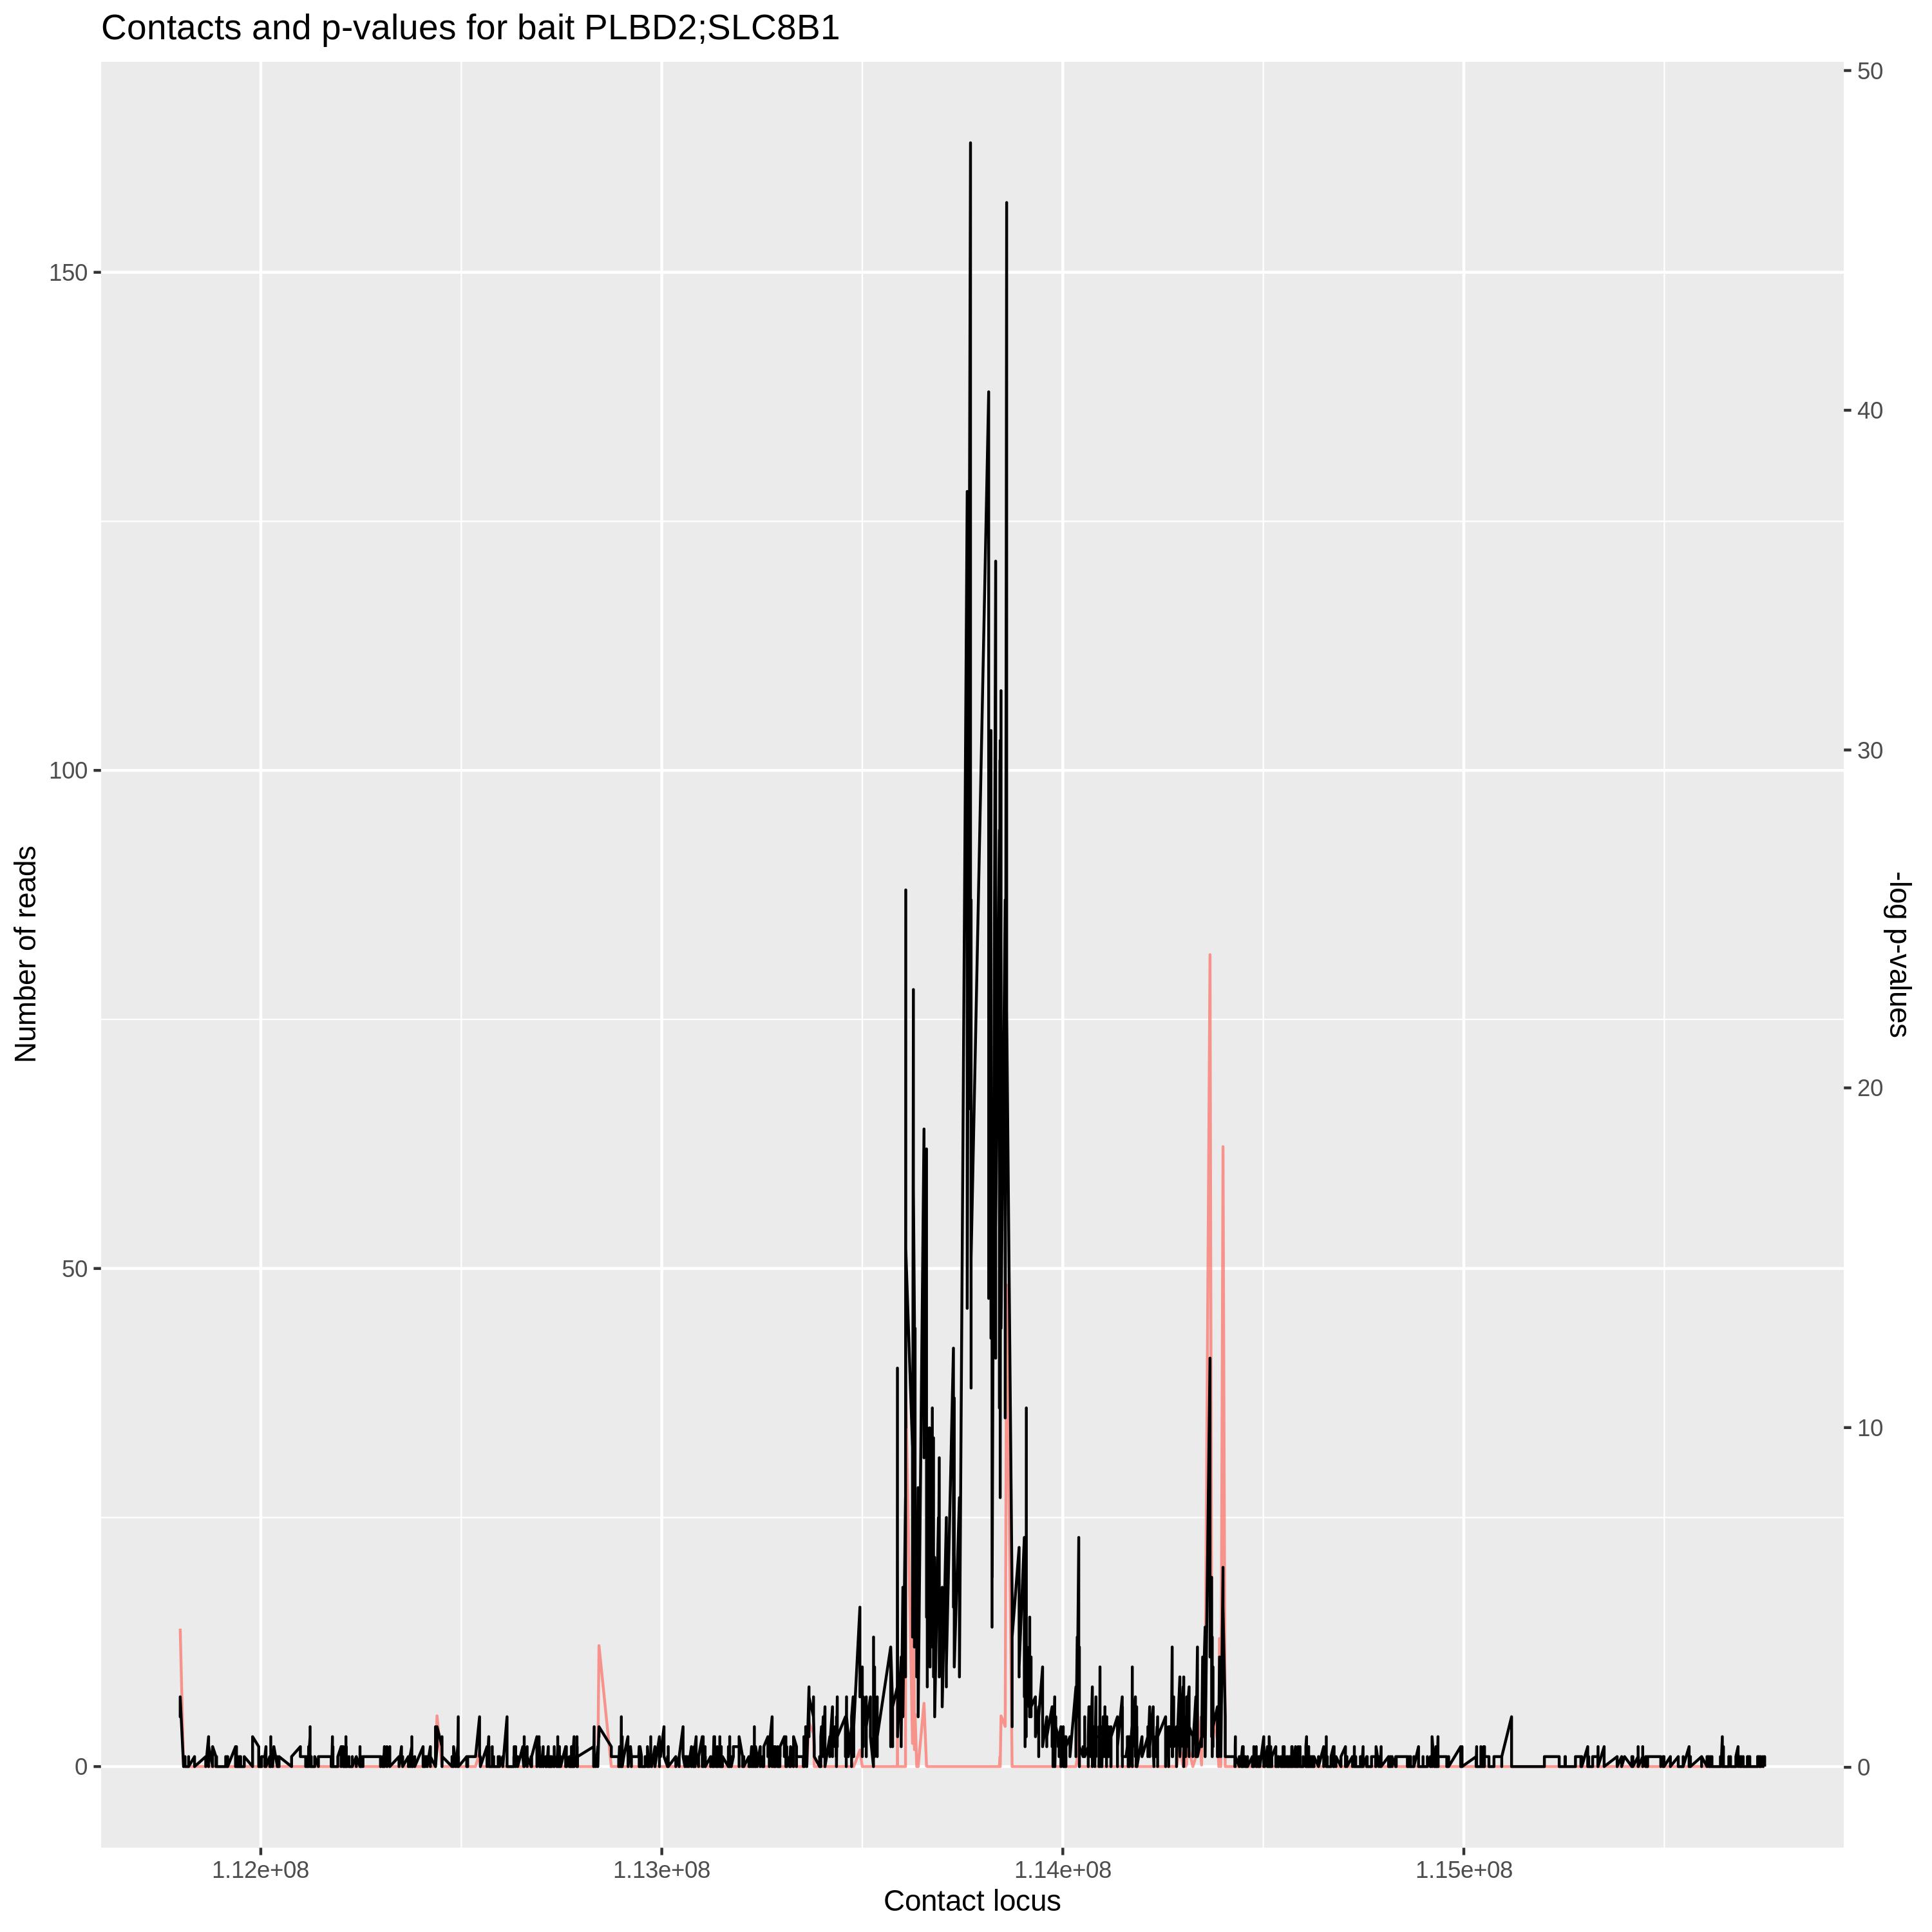 Contacts and p-values for bait PLBD2;SLC8B1
Number of reads
150
100
50
0
50
40
30
20
10
0
-log p-values
1.12e+08
1.13e+08
1.14e+08
1.15e+08
Contact locus